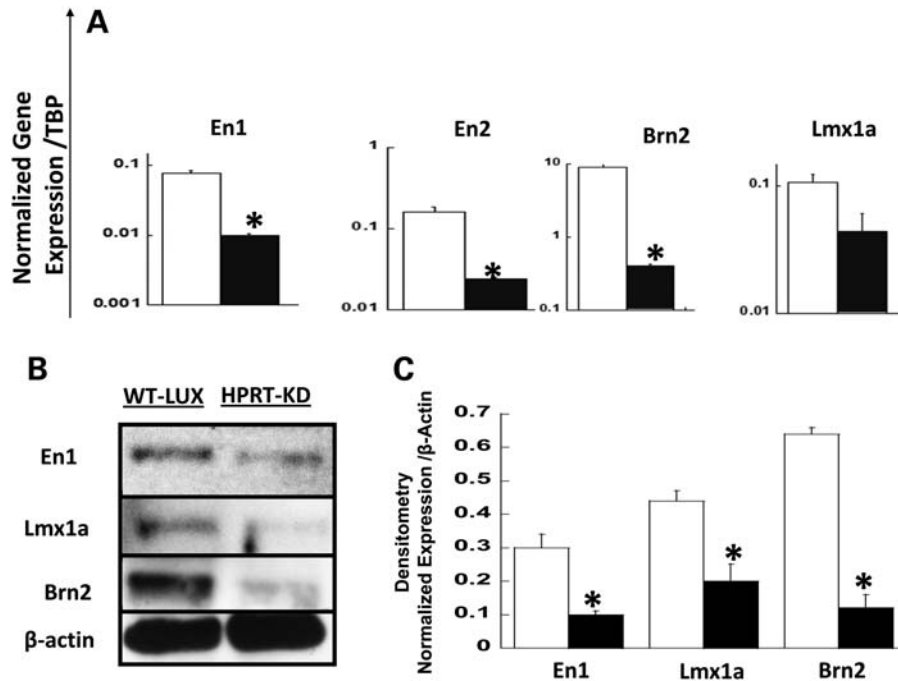 A
Normalized Gene
Expression /TBP
En1
0.1
0.01
0.001
*
En2
1
0.1
0.01
*
Brn2
10
1
0.1
*
Lmx1a
0.1
0.01
B
WT-LUX HPRT-KD
En1
Lmx1a
Brn2
β-actin
C
Densitometry
Normalized Expression /β-Actin
0.7
0.6
0.5
0.4
0.3
0.2
0.1
0
*
*
*
En1 Lmx1a Brn2